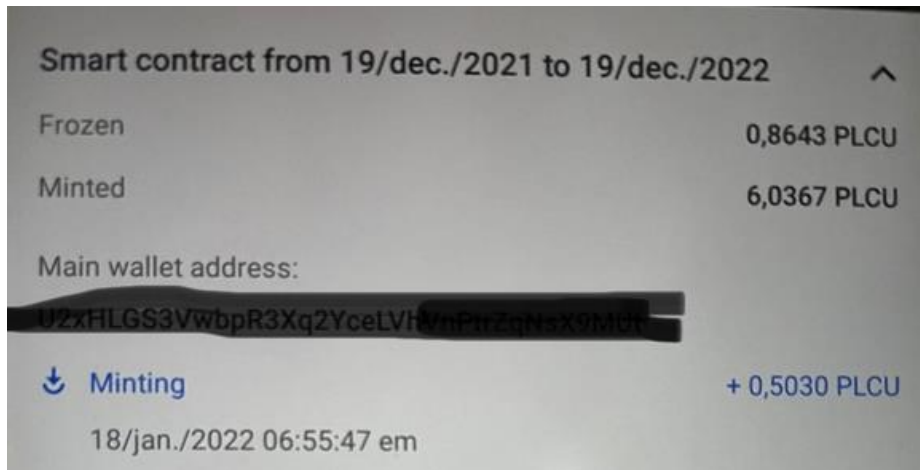 Smart contract from 19/dec./2021 to 19/dec./2022
Frozen 0,8643 PLCU
Minted 6,0367 PLCU
Main wallet address:
Minting + 0,5030 PLCU
18/jan./2022 06:55:47 em